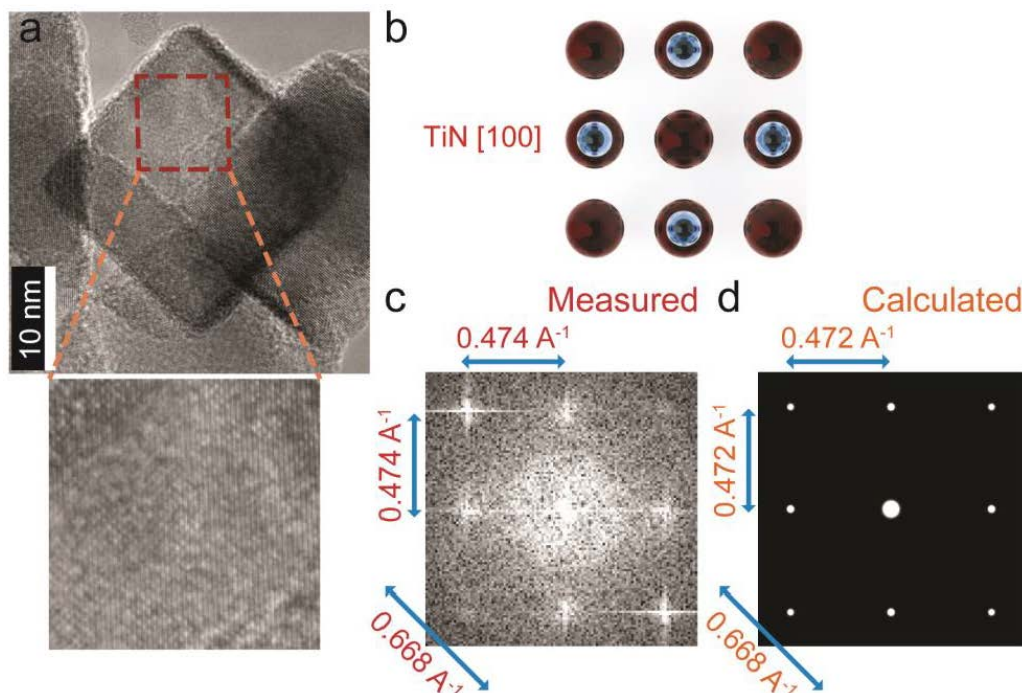 a
b
TiN [100]
10 nm
c
Measured
d
Calculated
0.474 A⁻¹
0.472 A⁻¹
0.474 A⁻¹
0.472 A⁻¹
0.668 A⁻¹
0.668 A⁻¹